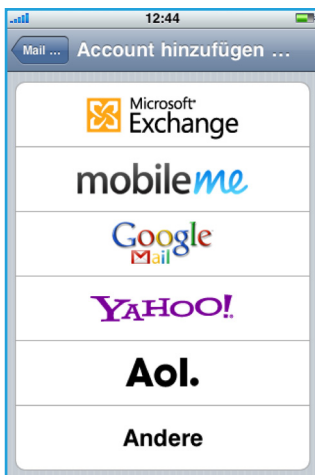 12:44
Mail ... Account hinzufügen ...
Microsoft®
Exchange
mobileme
Google
Mail
YAHOO!
Aol.
Andere